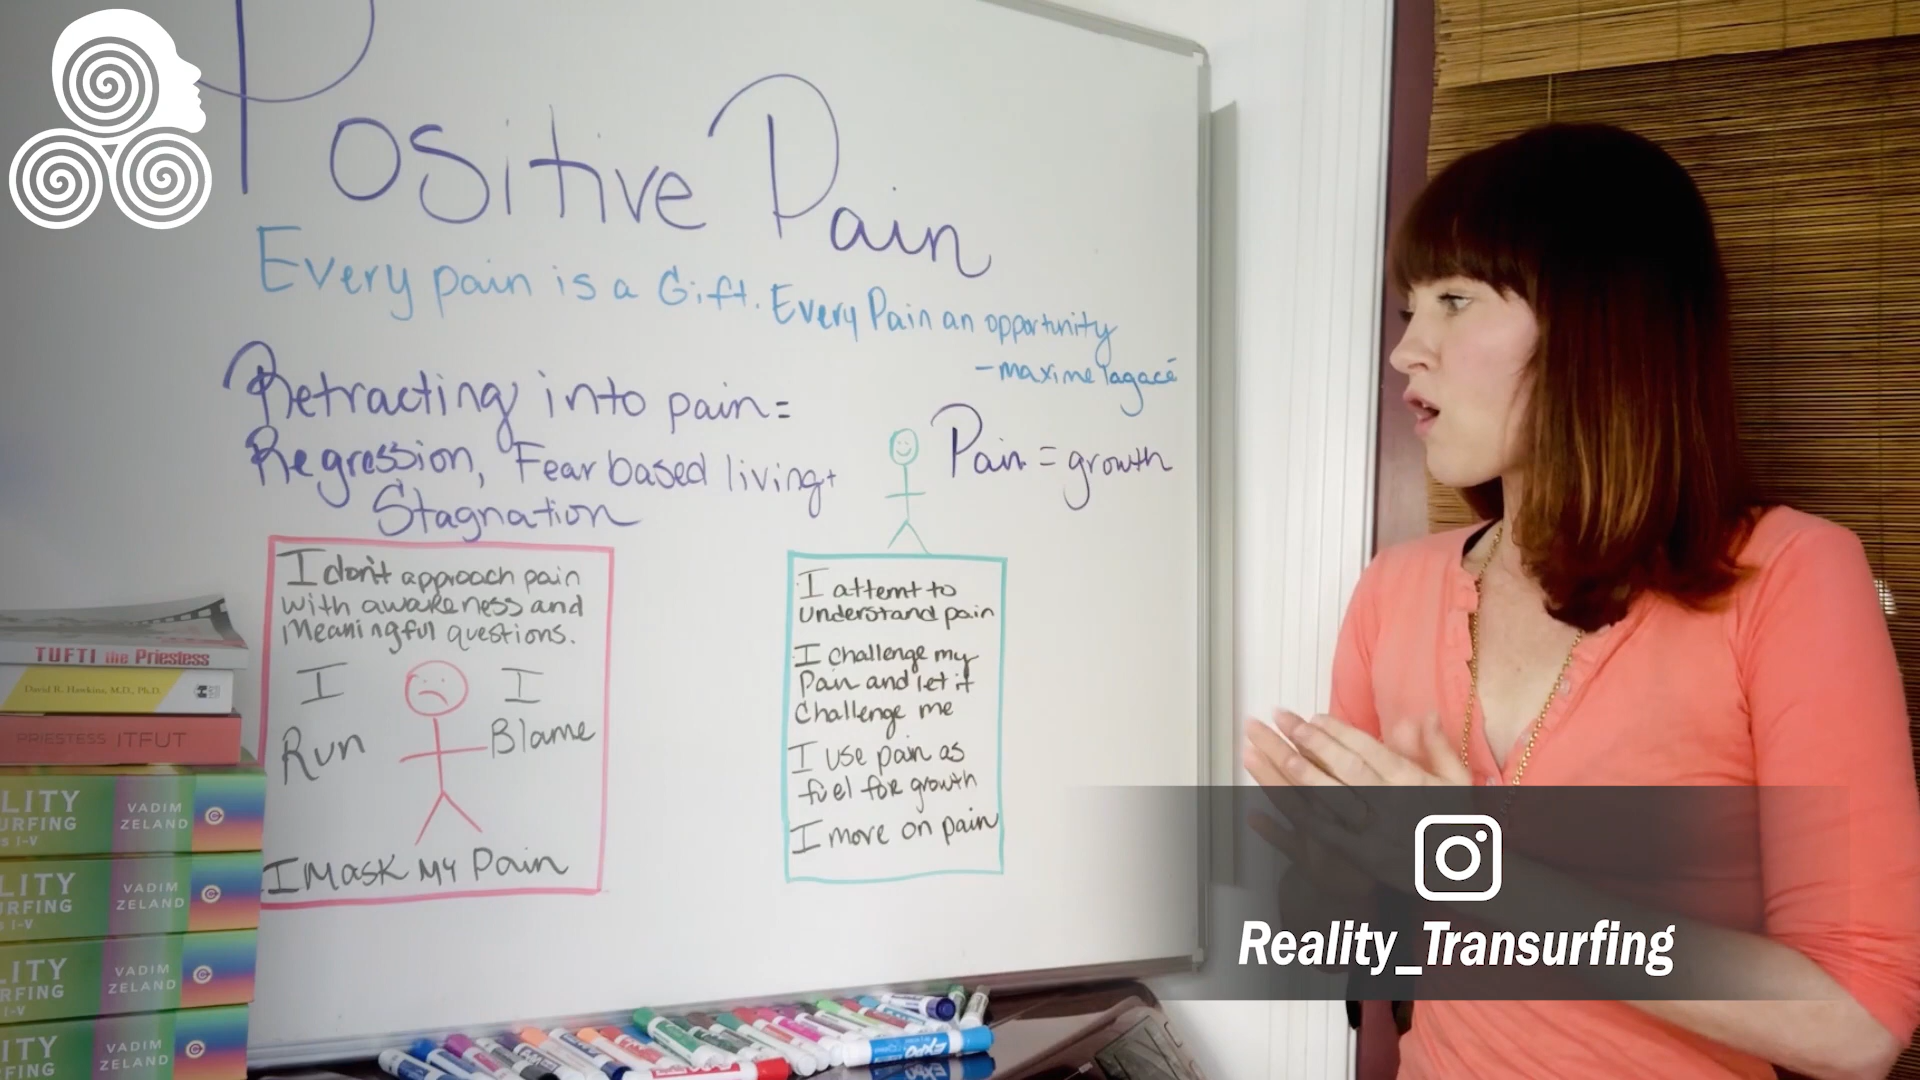 Positive Pain
Every pain is a Gift. Every Pain an opportunity
-maxime lagacé
Retracting into pain =
Regression, Fear based living +
Stagnation
Pain = growth
I don't approach pain
with awareness and
meaningful questions.
I I
Run Blame
I Mask My Pain
I attemt to
understand pain
I challenge my
Pain and let it
challenge me
I use pain as
fuel for growth
I move on pain
TUFTI the Priestess
David R. Hawkins, M.D., Ph.D.
PRIESTESS ITFUT
LITY
URFING
s I-V
VADIM
ZELAND
LITY
RFING
s I-V
VADIM
ZELAND
LITY
RFING
I-V
VADIM
ZELAND
ITY
FING
VADIM
ZELAND
EXPO
Reality_Transurfing